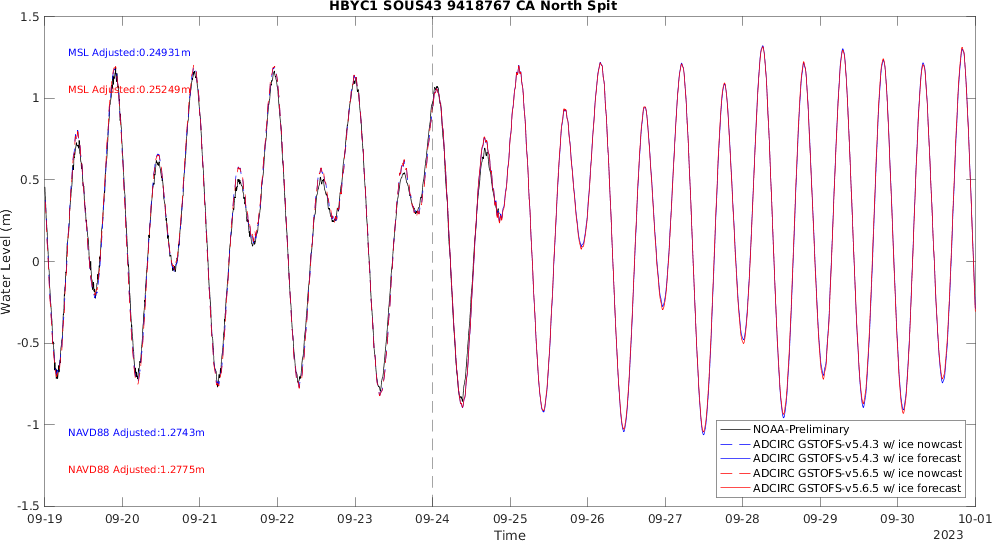 HBYC1 SOUS43 9418767 CA North Spit
1.5
1
0.5
0
-0.5
-1
-1.5
Water Level (m)
MSL Adjusted:0.24931m
MSL Adjusted:0.25249m
NAVD88 Adjusted:1.2743m
NAVD88 Adjusted:1.2775m
NOAA-Preliminary
ADCIRC GSTOFS-v5.4.3 w/ ice nowcast
ADCIRC GSTOFS-v5.4.3 w/ ice forecast
ADCIRC GSTOFS-v5.6.5 w/ ice nowcast
ADCIRC GSTOFS-v5.6.5 w/ ice forecast
09-19 09-20 09-21 09-22 09-23 09-24 09-25 09-26 09-27 09-28 09-29 09-30 10-01
Time
2023